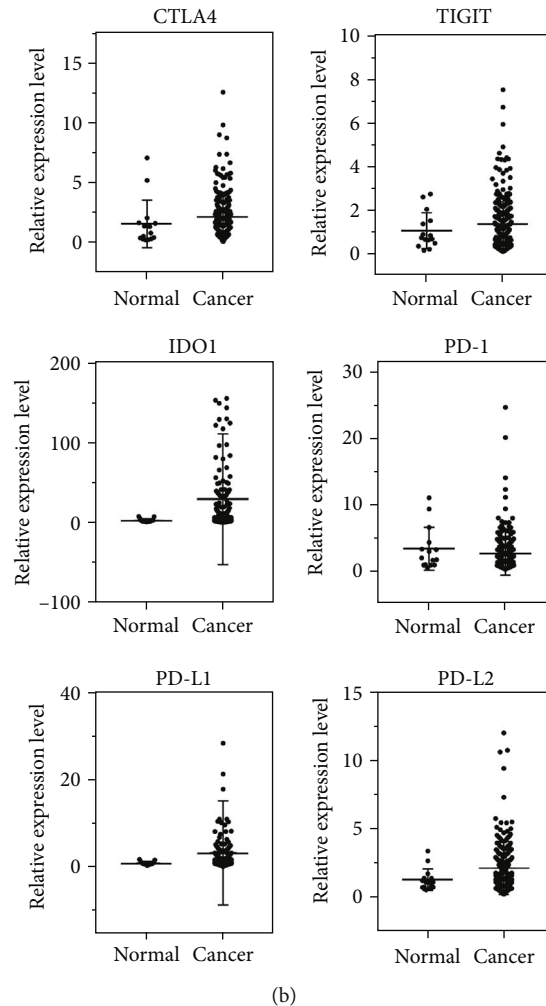 CTLA4
Relative expression level
15
10
5
0
Normal Cancer
TIGIT
Relative expression level
10
8
6
4
2
0
Normal Cancer
IDO1
Relative expression level
200
100
0
−100
Normal Cancer
PD-1
Relative expression level
30
20
10
0
Normal Cancer
PD-L1
Relative expression level
40
20
0
Normal Cancer
PD-L2
Relative expression level
15
10
5
0
Normal Cancer
(b)